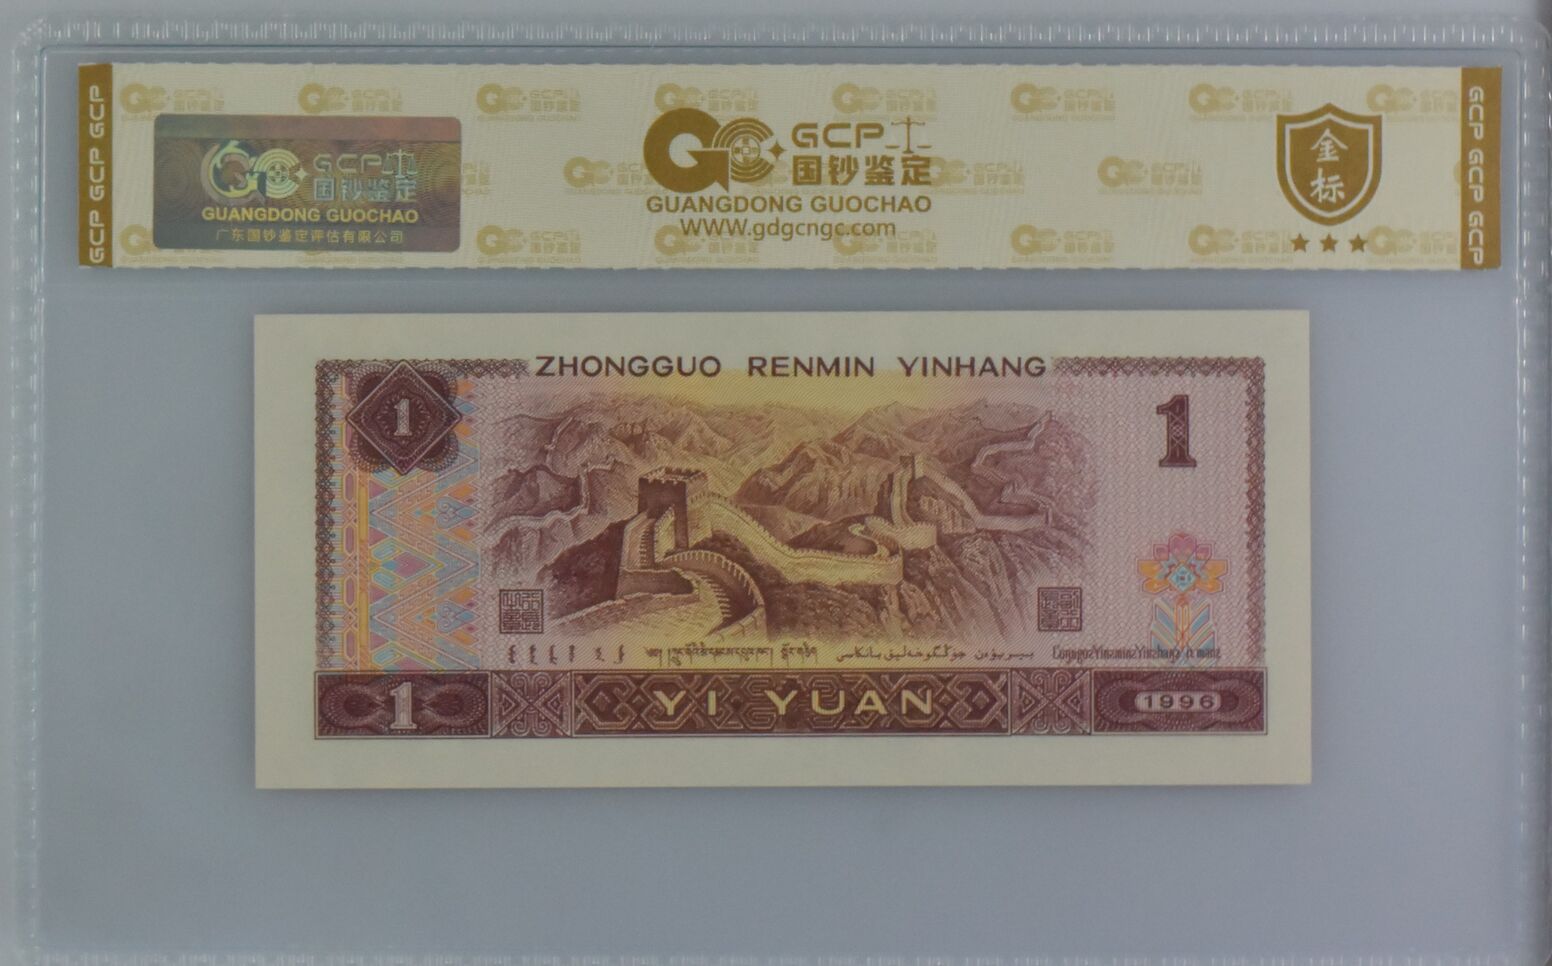 GCP GCP GCP
GCP
国钞鉴定
GUANGDONG GUOCHAO
广东国钞鉴定评估有限公司
GCP
国钞鉴定
GUANGDONG GUOCHAO
WWW.gdgcngc.com
金标
GCP GCP GCP
ZHONGGUO RENMIN YINHANG
1
1
1
YI YUAN
1996